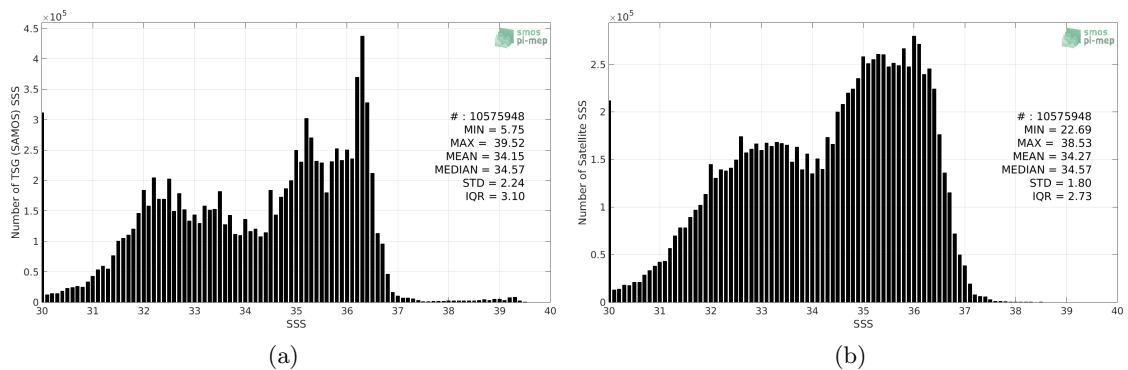 ×10⁵
4.5
4
3.5
3
2.5
2
1.5
1
0.5
0
Number of TSG (SAMOS) SSS
smos
pi-mep
# : 10575948
MIN = 5.75
MAX = 39.52
MEAN = 34.15
MEDIAN = 34.57
STD = 2.24
IQR = 3.10
30 31 32 33 34 35 36 37 38 39 40
SSS
(a)
×10⁵
2.5
2
1.5
1
0.5
0
Number of Satellite SSS
smos
pi-mep
# : 10575948
MIN = 22.69
MAX = 38.53
MEAN = 34.27
MEDIAN = 34.57
STD = 1.80
IQR = 2.73
30 31 32 33 34 35 36 37 38 39 40
SSS
(b)